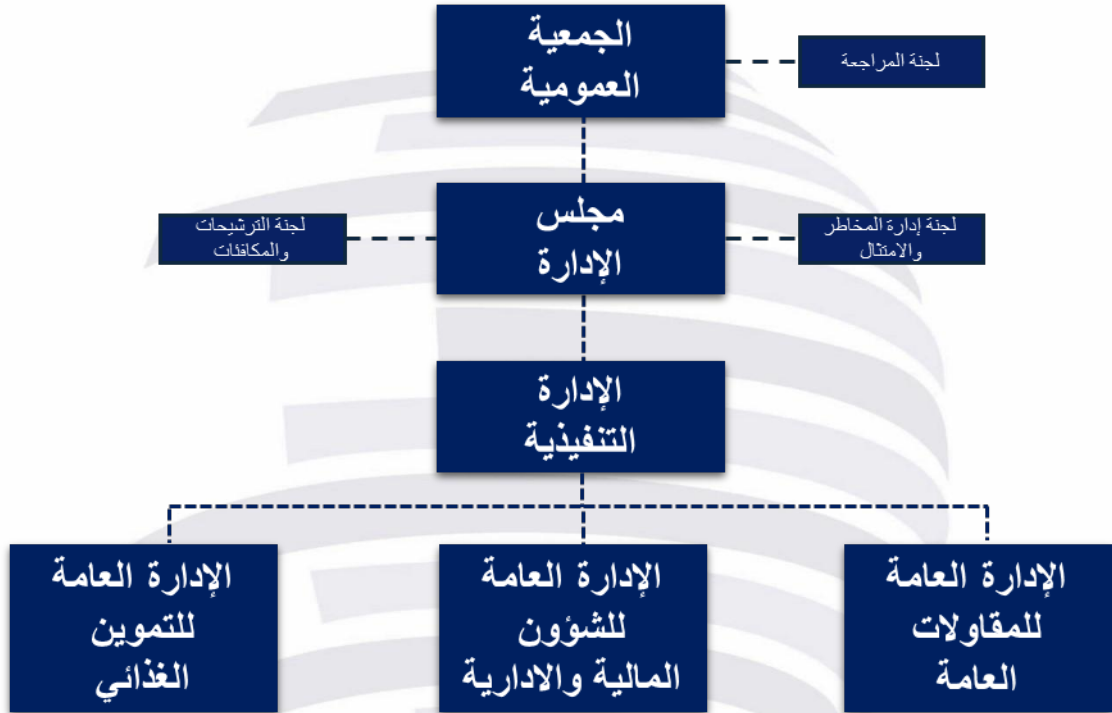 الجمعية
العمومية
لجنة المراجعة
مجلس
الإدارة
لجنة إدارة المخاطر
والامتثال
لجنة الترشيحات
والمكافئات
الإدارة
التنفيذية
الإدارة العامة
للمقاولات
العامة
الإدارة العامة
للشؤون
المالية والادارية
الإدارة العامة
للتموين
الغذائي